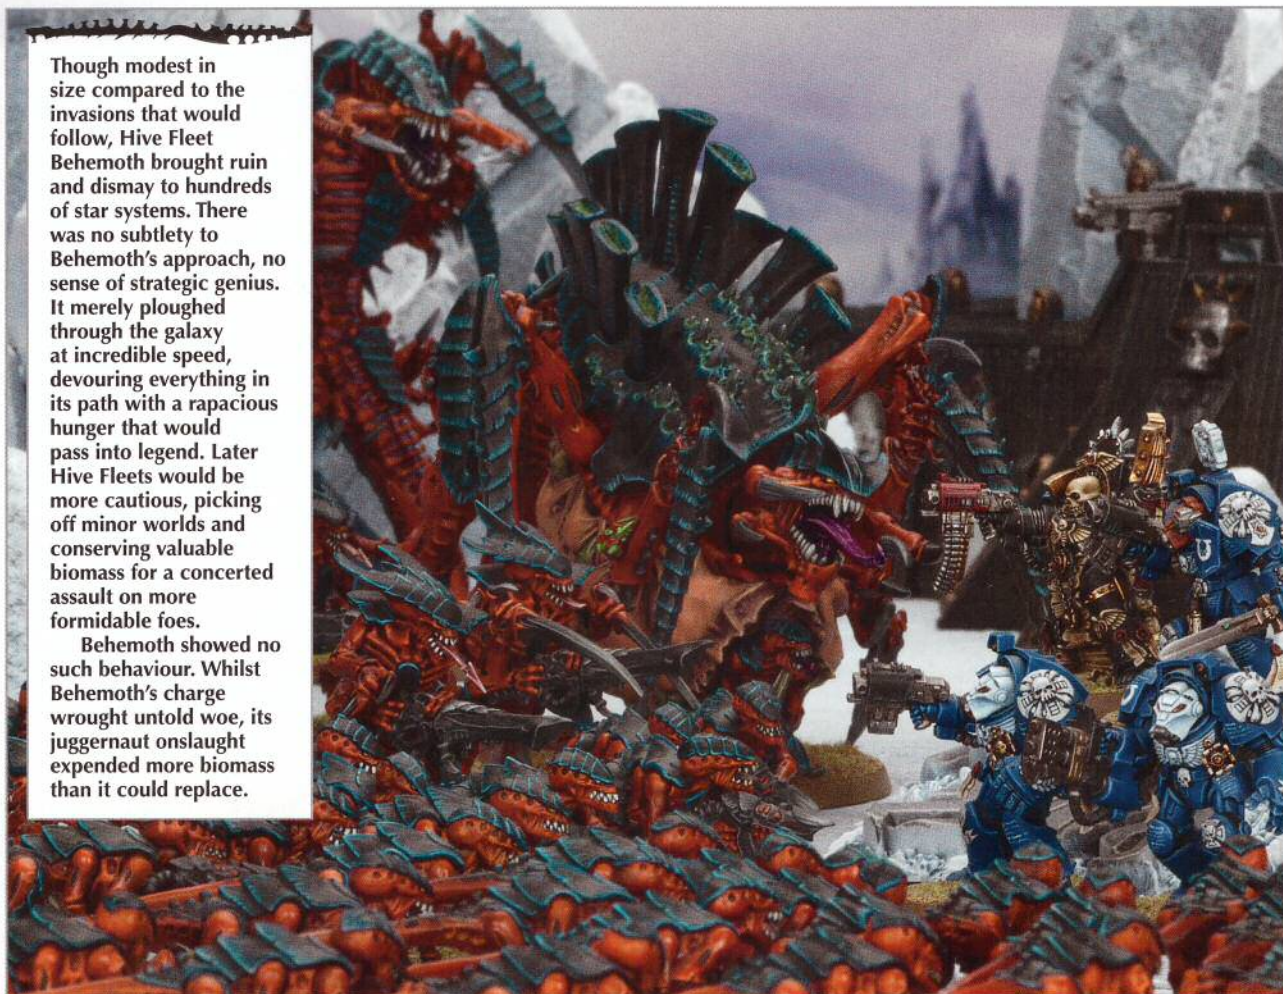 Though modest in
size compared to the
invasions that would
follow, Hive Fleet
Behemoth brought ruin
and dismay to hundreds
of star systems. There
was no subtlety to
Behemoth's approach, no
sense of strategic genius.
It merely ploughed
through the galaxy
at incredible speed,
devouring everything in
its path with a rapacious
hunger that would
pass into legend. Later
Hive Fleets would be
more cautious, picking
off minor worlds and
conserving valuable
biomass for a concerted
assault on more
formidable foes.
Behemoth showed no
such behaviour. Whilst
Behemoth's charge
wrought untold woe, its
juggernaut onslaught
expended more biomass
than it could replace.